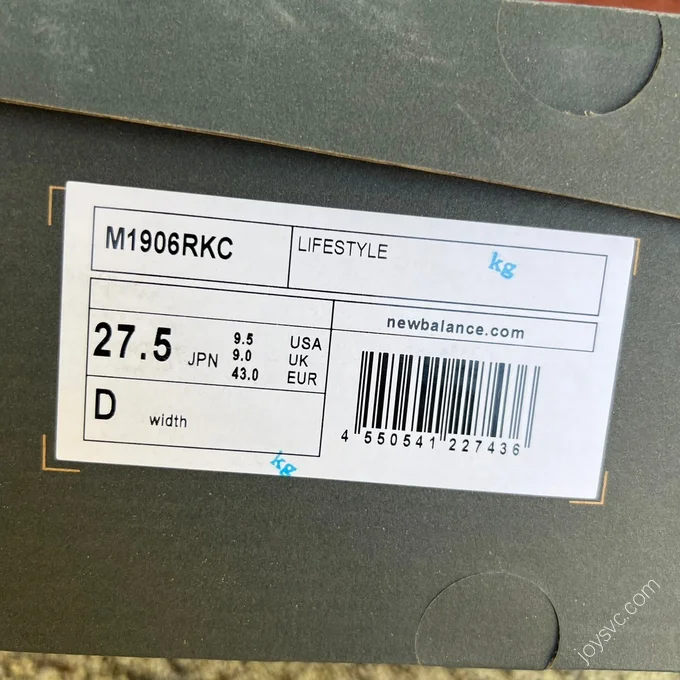 M1906RKC
LIFESTYLE
kg
newbalance.com
27.5 JPN
9.5 USA
9.0 UK
43.0 EUR
D width
4 550541 227436
kg
joysvc.com